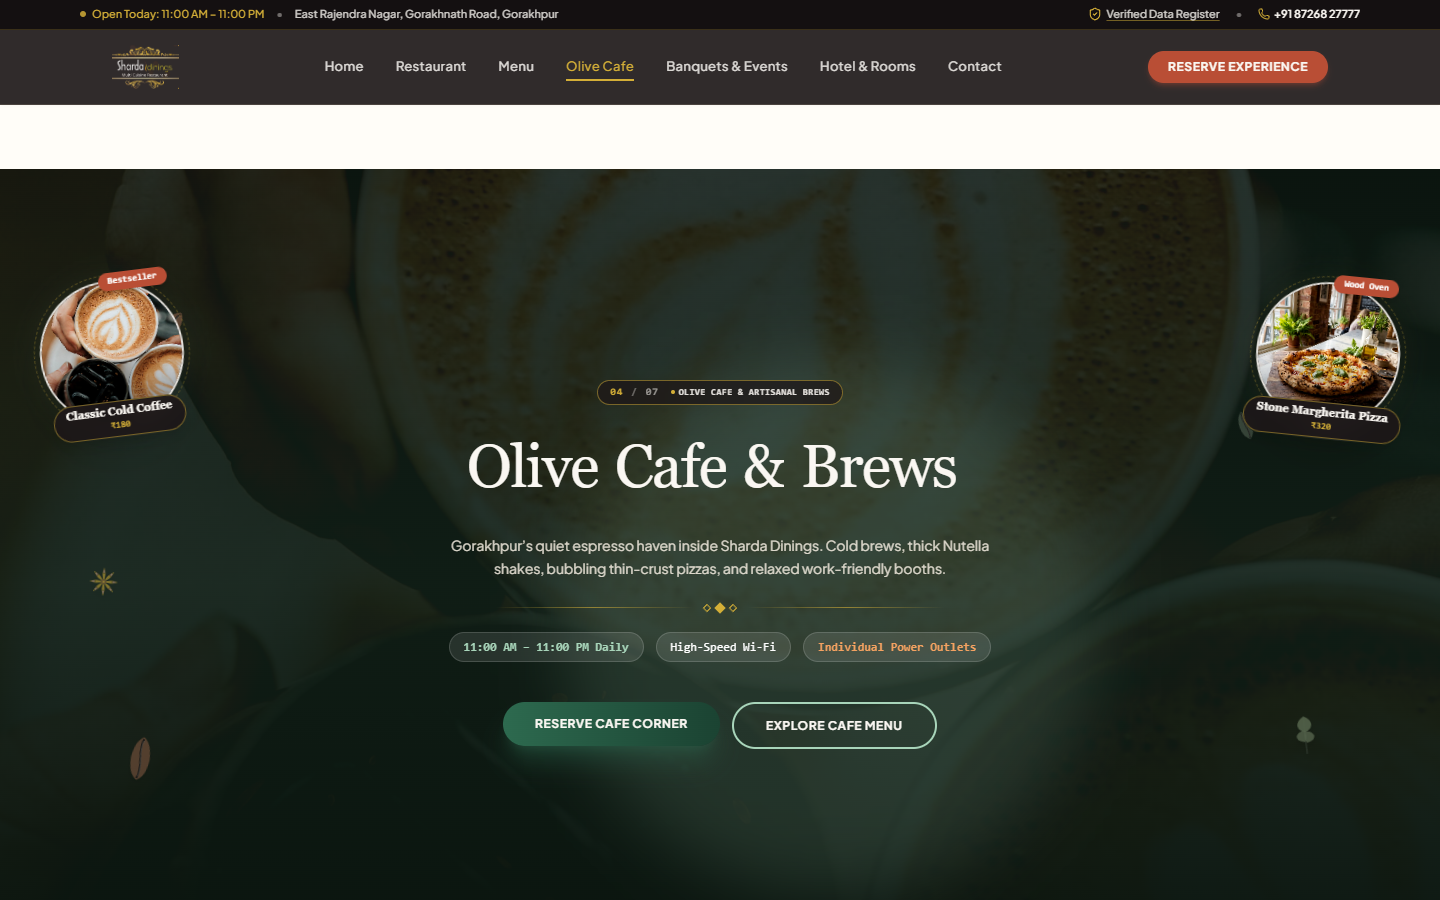 Open Today: 11:00 AM – 11:00 PM • East Rajendra Nagar, Gorakhnath Road, Gorakhpur
Verified Data Register • +91 87268 27777
Sharda dinings
Multi Cuisine Restaurant
Home Restaurant Menu Olive Cafe Banquets & Events Hotel & Rooms Contact
RESERVE EXPERIENCE
Bestseller
Classic Cold Coffee
₹180
Wood Oven
Stone Margherita Pizza
₹320
04 / 07 • OLIVE CAFE & ARTISANAL BREWS
Olive Cafe & Brews
Gorakhpur's quiet espresso haven inside Sharda Dinings. Cold brews, thick Nutella
shakes, bubbling thin-crust pizzas, and relaxed work-friendly booths.
11:00 AM – 11:00 PM Daily
High-Speed Wi-Fi
Individual Power Outlets
RESERVE CAFE CORNER
EXPLORE CAFE MENU